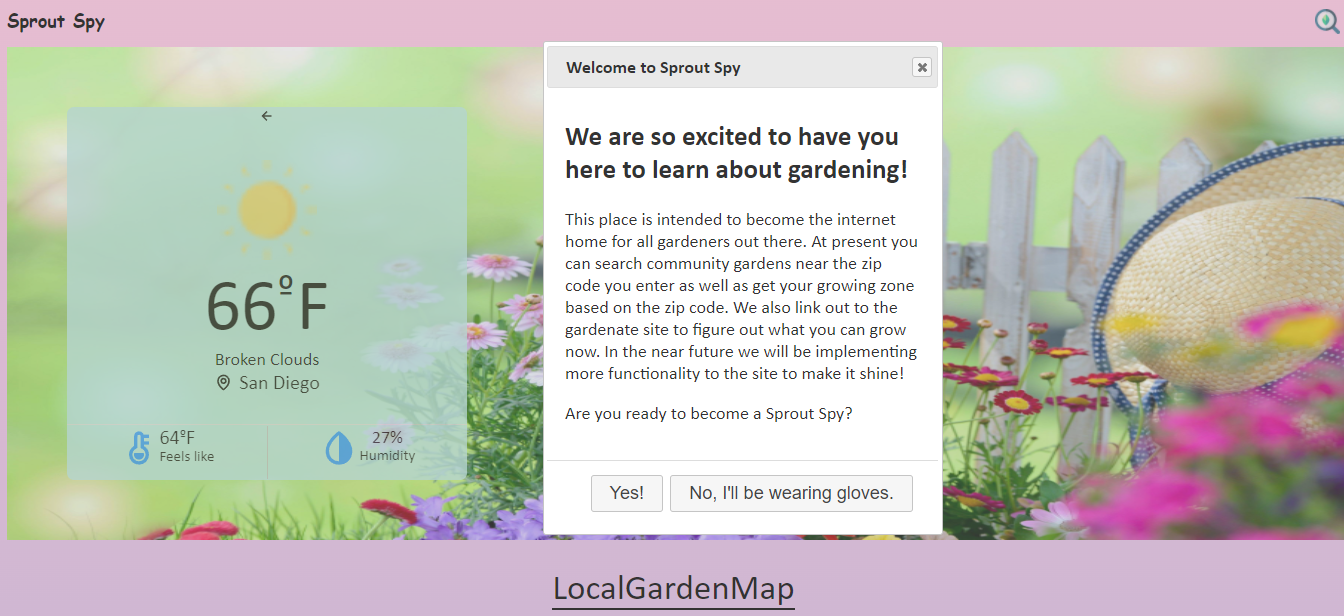 Sprout Spy
66ºF
Broken Clouds
San Diego
64ºF
Feels like
27%
Humidity
Welcome to Sprout Spy
We are so excited to have you
here to learn about gardening!
This place is intended to become the internet
home for all gardeners out there. At present you
can search community gardens near the zip
code you enter as well as get your growing zone
based on the zip code. We also link out to the
gardenate site to figure out what you can grow
now. In the near future we will be implementing
more functionality to the site to make it shine!
Are you ready to become a Sprout Spy?
Yes!
No, I'll be wearing gloves.
LocalGardenMap